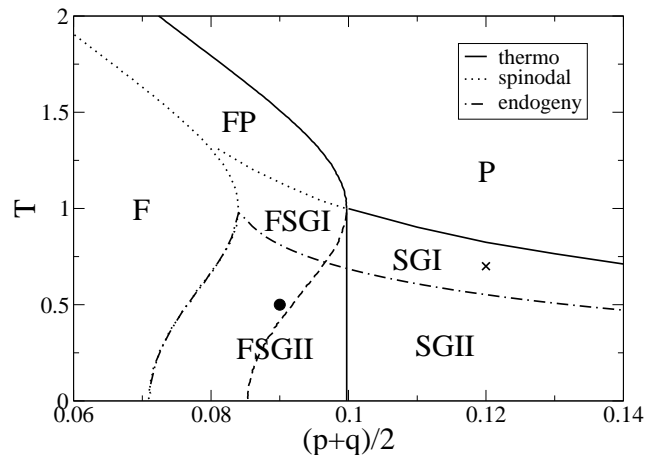 2
1.5
1
0.5
0
T
0.06
0.08
0.1
0.12
0.14
(p+q)/2
thermo
spinodal
endogeny
FP
P
F
FSGI
SGI
FSGII
SGII